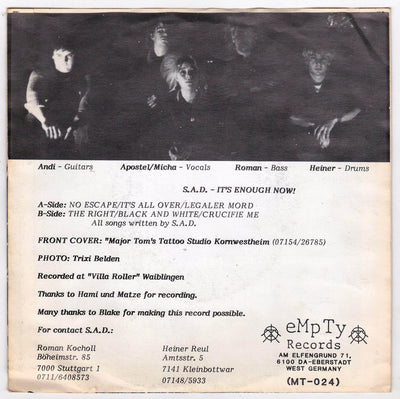 Andi - Guitars Apostel/Micha - Vocals Roman - Bass Heiner - Drums
S.A.D. - IT'S ENOUGH NOW!
A-Side: NO ESCAPE/IT'S ALL OVER/LEGALER MORD
B-Side: THE RIGHT/BLACK AND WHITE/CRUCIFIE ME
All songs written by S.A.D.
FRONT COVER: "Major Tom's Tattoo Studio Kornwestheim (07154/26785)
PHOTO: Trixi Belden
Recorded at "Villa Roller" Waiblingen
Thanks to Hami und Matze for recording.
Many thanks to Blake for making this record possible.
For contact S.A.D.:
Roman Kocholl Heiner Reul
Böheimstr. 85 Amtsstr. 5
7000 Stuttgart 1 7141 Kleinbottwar
0711/6408573 07148/5933
eMpTy
Records
AM ELFENGRUND 71,
6100 DA-EBERSTADT
WEST GERMANY
(MT-024)